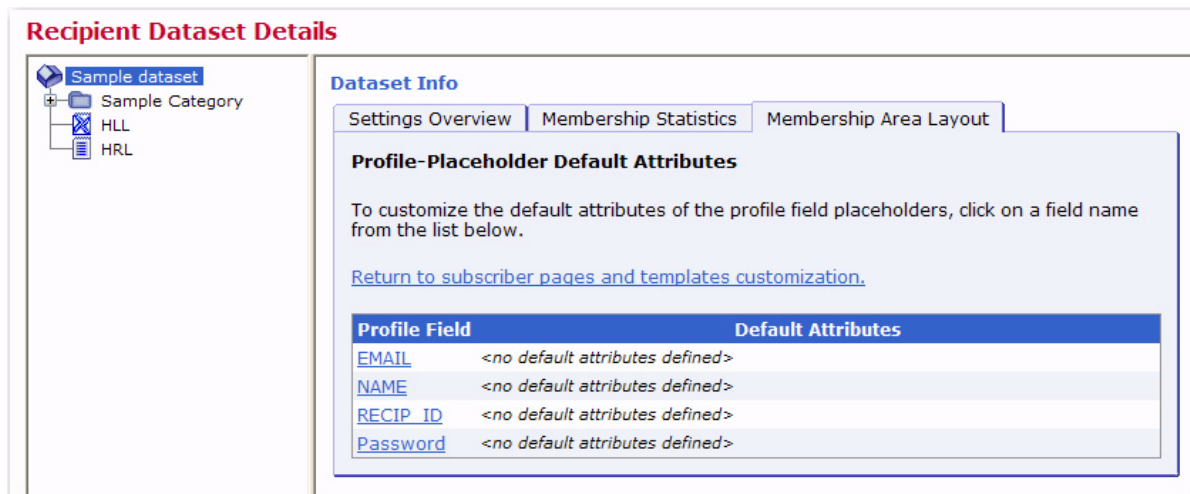 Recipient Dataset Details
Sample dataset
Sample Category
HLL
HRL
Dataset Info
Settings Overview Membership Statistics Membership Area Layout
Profile-Placeholder Default Attributes
To customize the default attributes of the profile field placeholders, click on a field name
from the list below.
Return to subscriber pages and templates customization.
Profile Field Default Attributes
EMAIL <no default attributes defined>
NAME <no default attributes defined>
RECIP_ID <no default attributes defined>
Password <no default attributes defined>